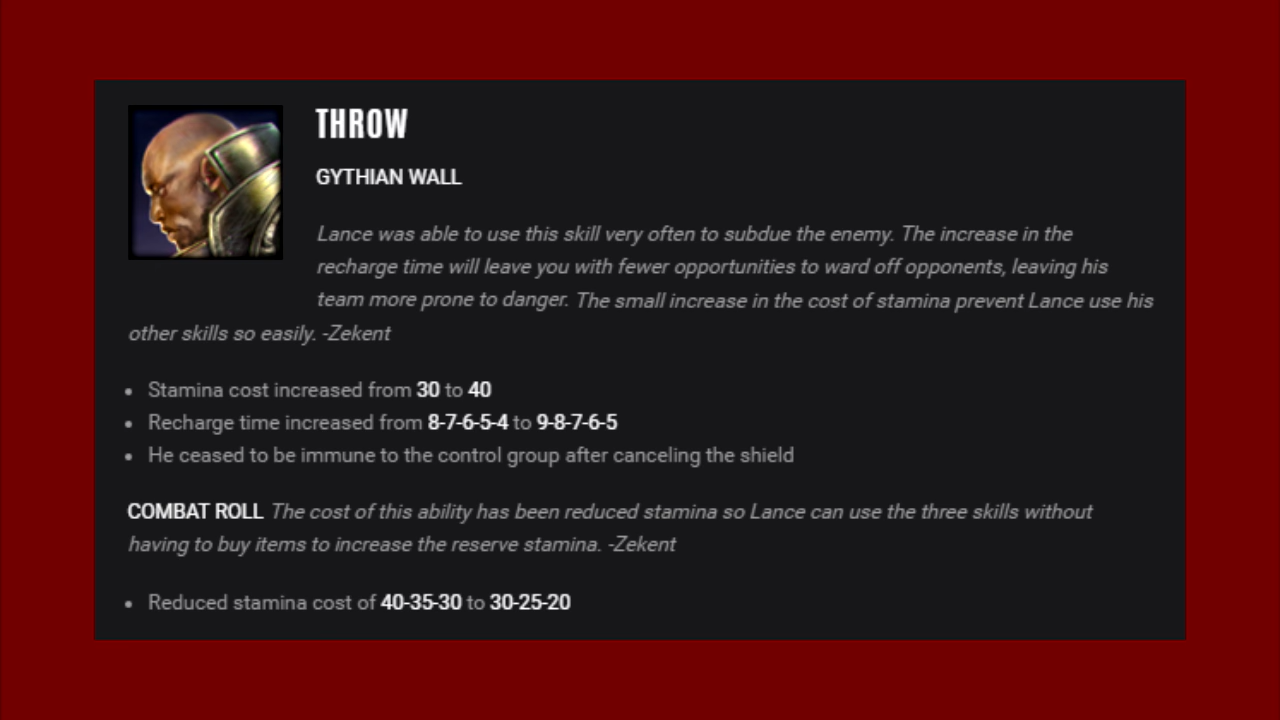 THROW
GYTHIAN WALL
Lance was able to use this skill very often to subdue the enemy. The increase in the
recharge time will leave you with fewer opportunities to ward off opponents, leaving his
team more prone to danger. The small increase in the cost of stamina prevent Lance use his
other skills so easily. -Zekent
• Stamina cost increased from 30 to 40
• Recharge time increased from 8-7-6-5-4 to 9-8-7-6-5
• He ceased to be immune to the control group after canceling the shield
COMBAT ROLL The cost of this ability has been reduced stamina so Lance can use the three skills without
having to buy items to increase the reserve stamina. -Zekent
• Reduced stamina cost of 40-35-30 to 30-25-20